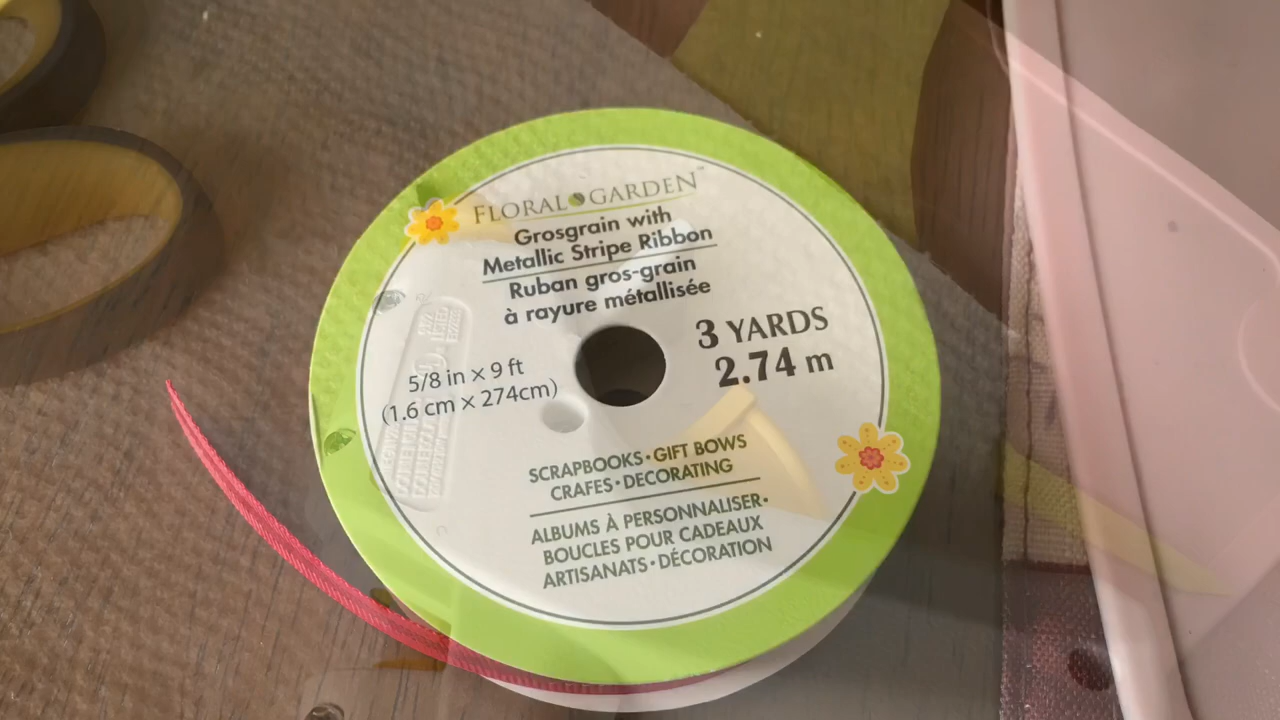 FLORAL GARDEN™
Grosgrain with
Metallic Stripe Ribbon
Ruban gros-grain
à rayure métallisée
3 YARDS
2.74 m
5/8 in × 9 ft
(1.6 cm × 274cm)
SCRAPBOOKS•GIFT BOWS
CRAFES•DECORATING
ALBUMS À PERSONNALISER•
BOUCLES POUR CADEAUX
ARTISANATS•DÉCORATION